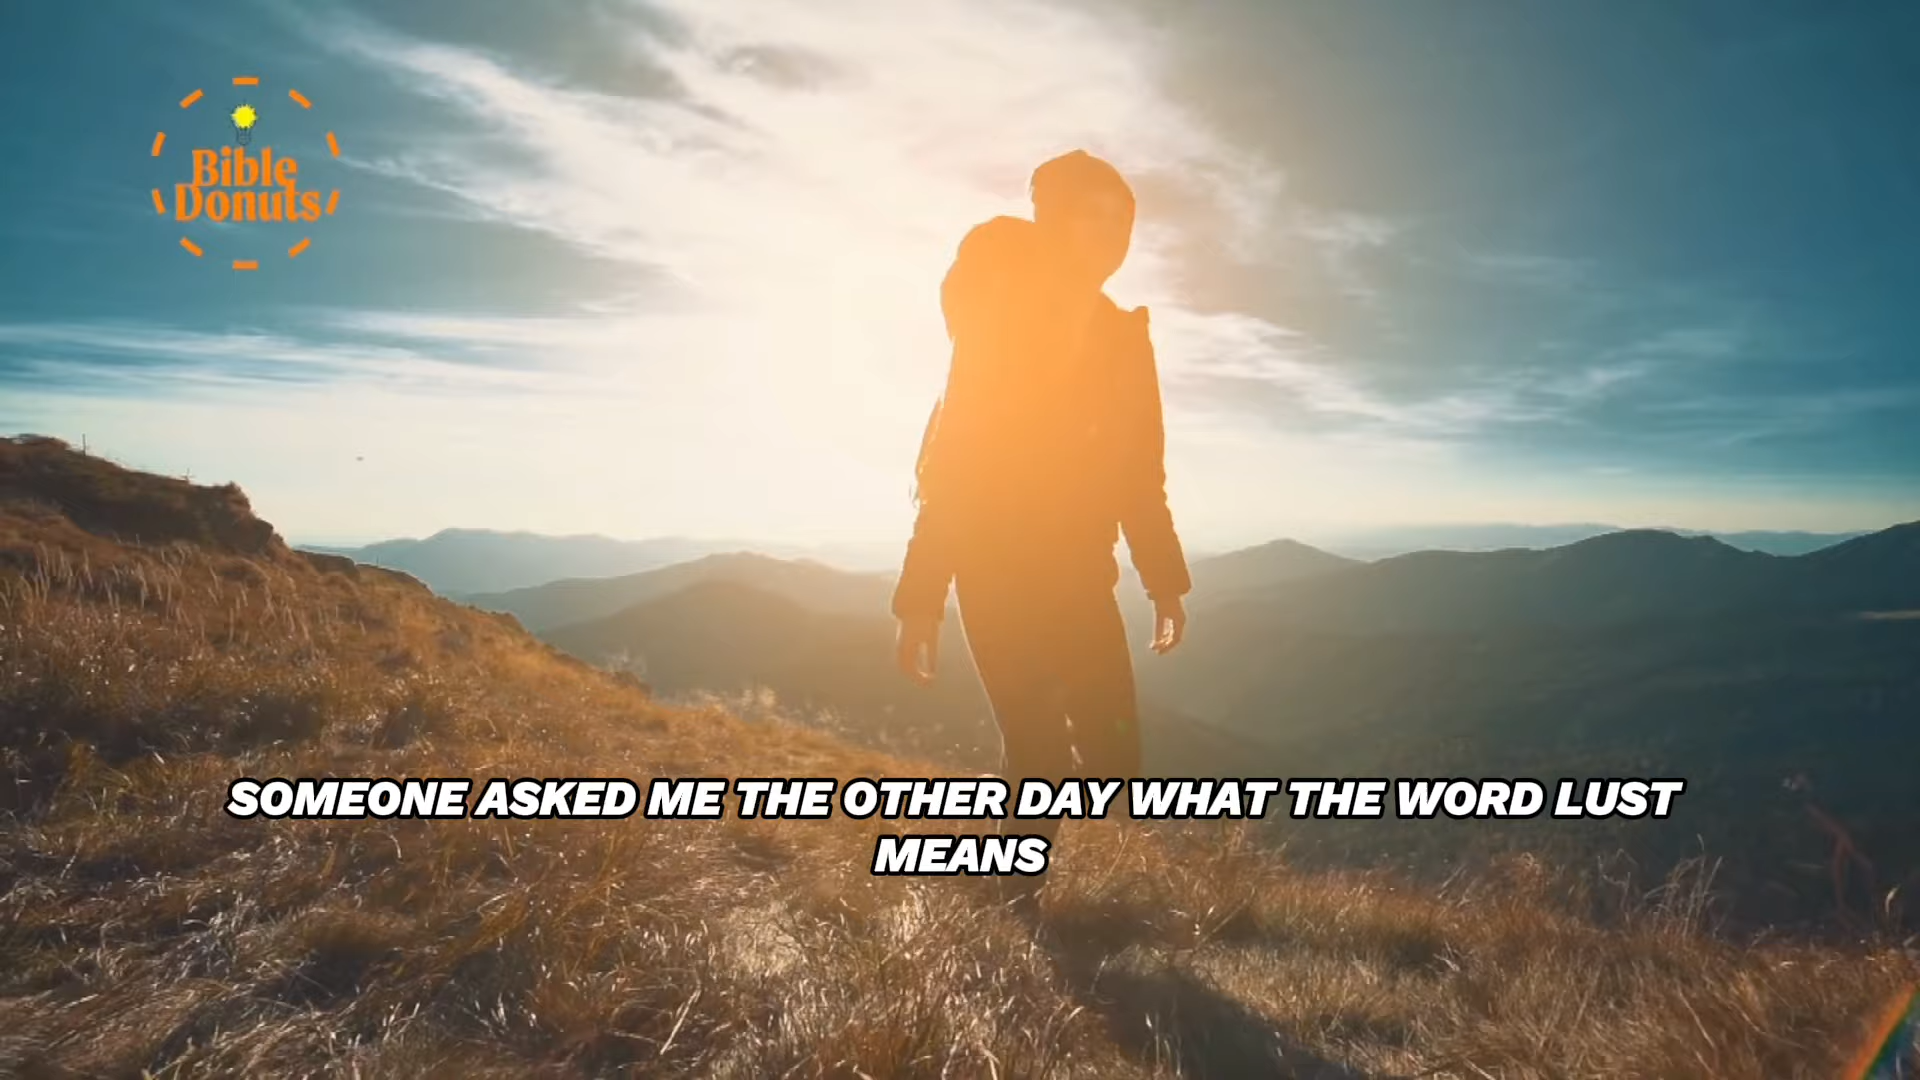 Bible
Donuts
SOMEONE ASKED ME THE OTHER DAY WHAT THE WORD LUST
MEANS